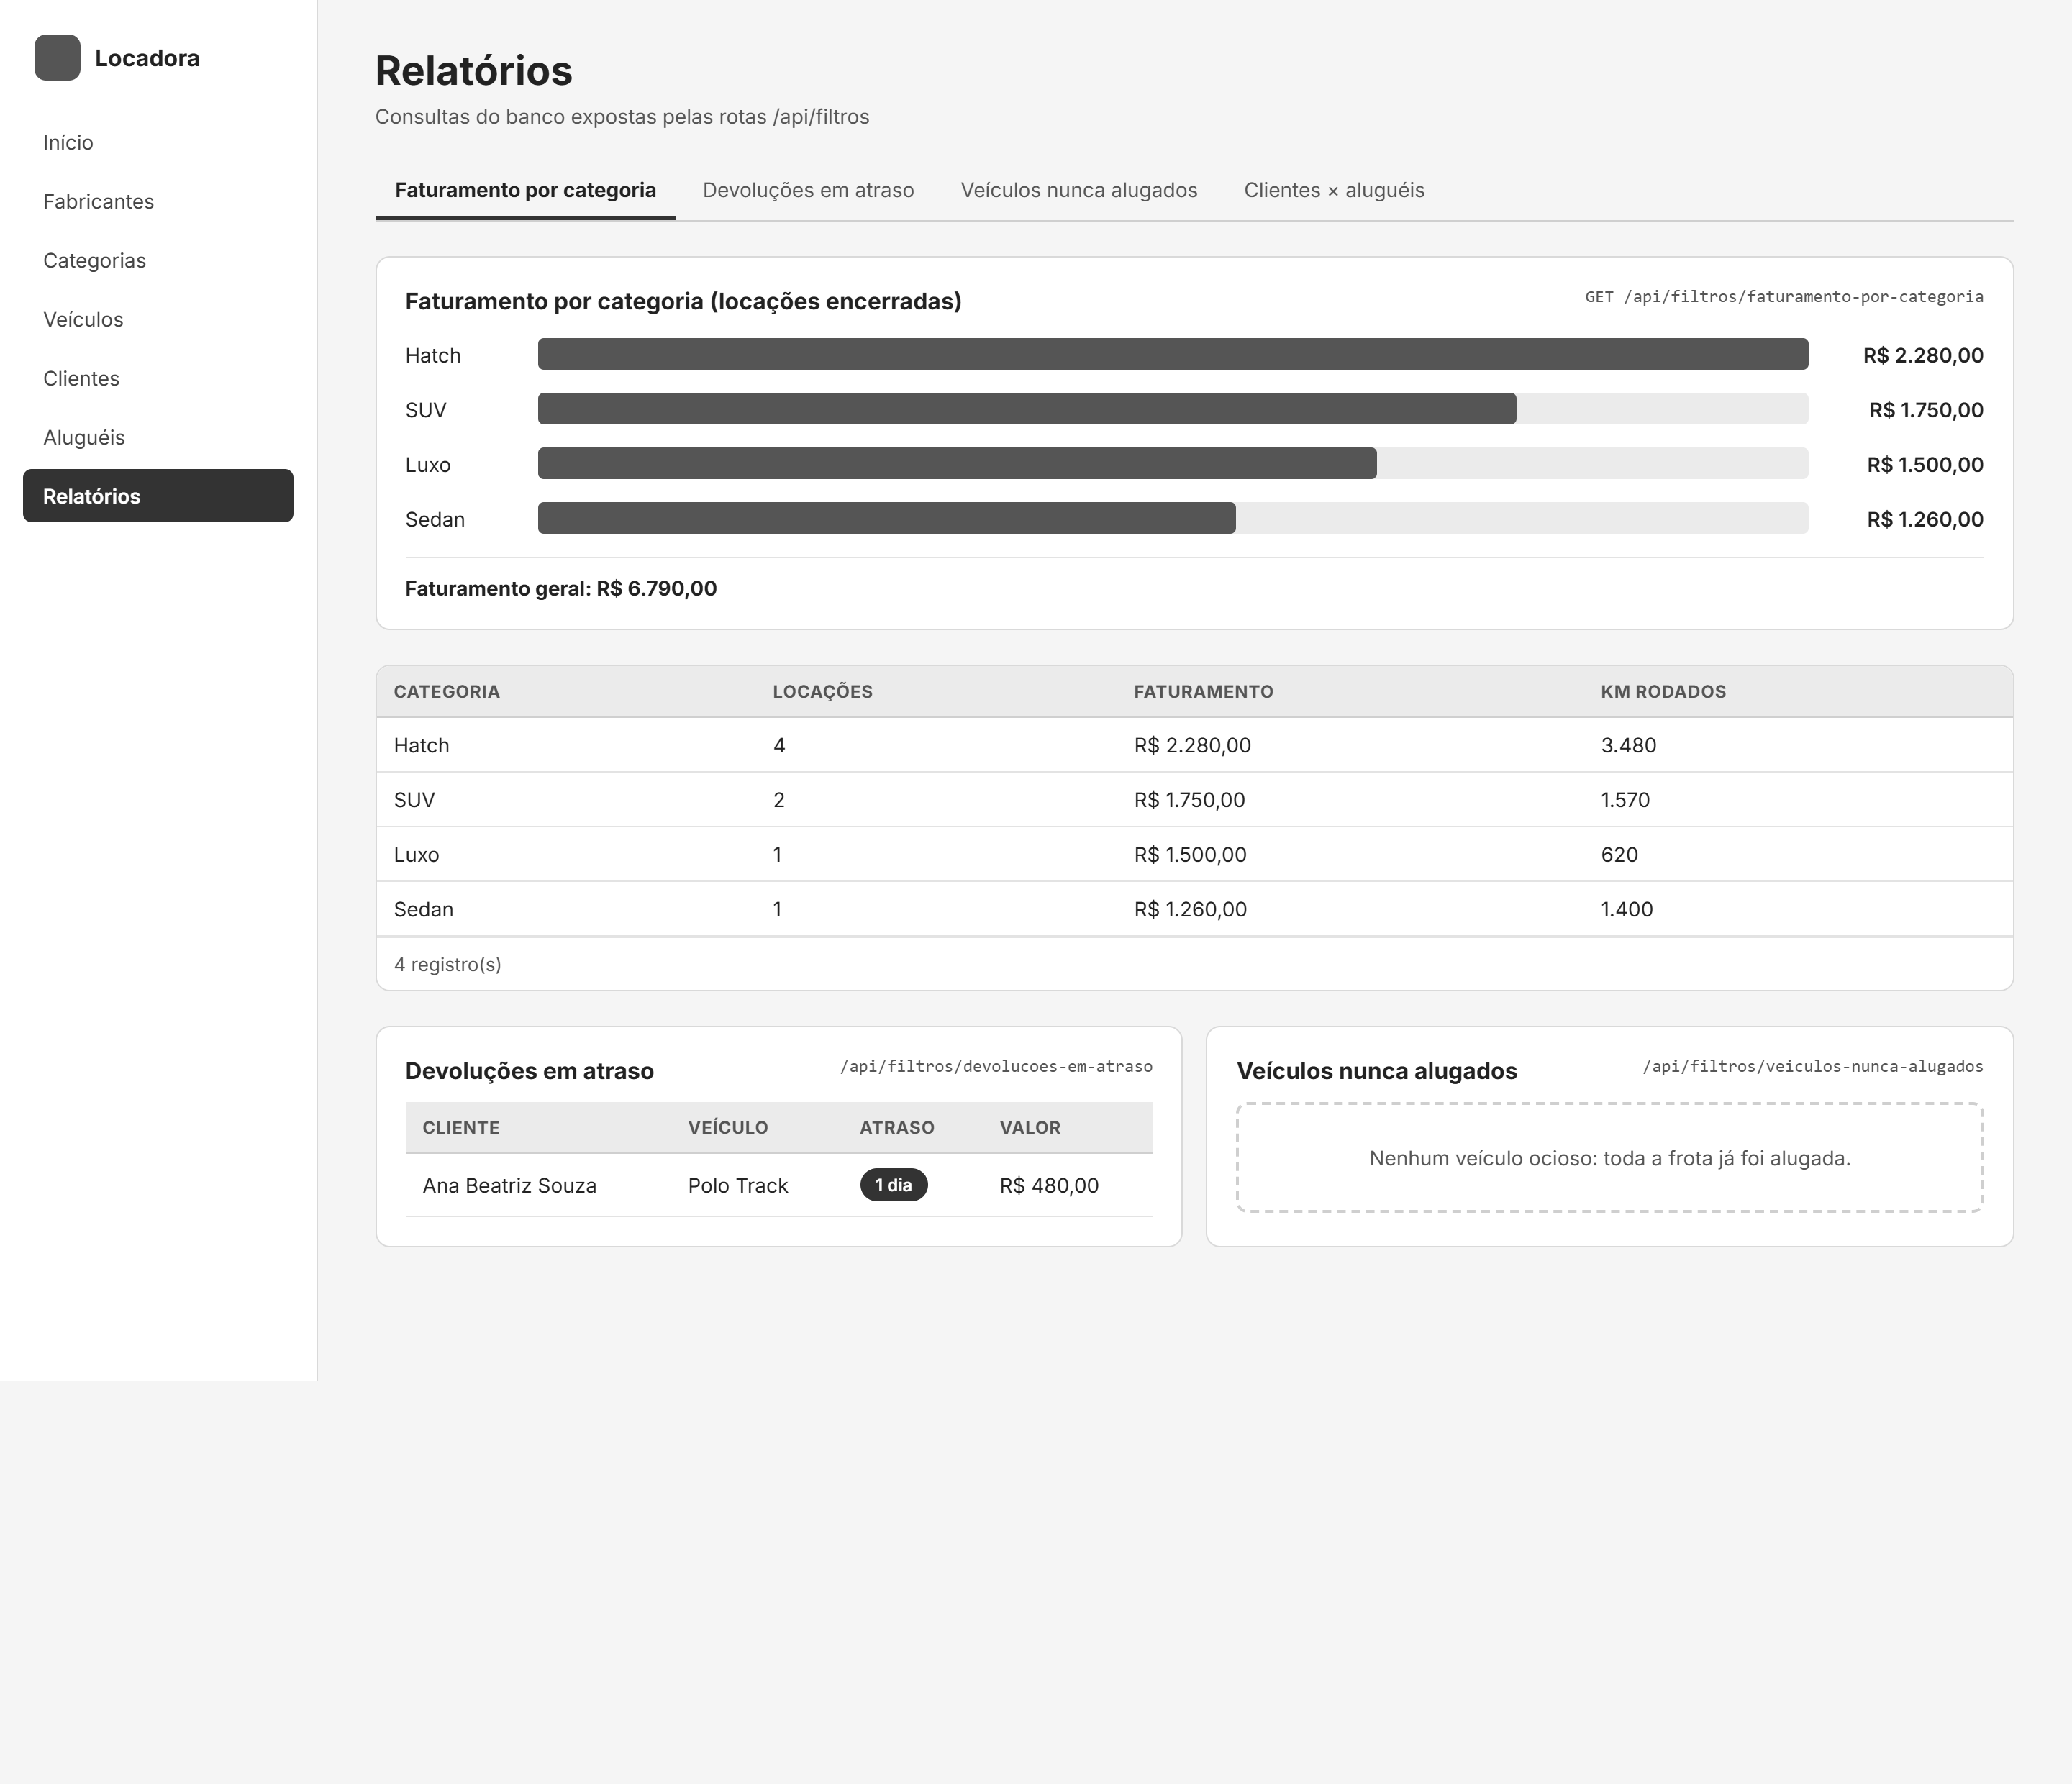 Locadora
Início
Fabricantes
Categorias
Veículos
Clientes
Aluguéis
Relatórios
Relatórios
Consultas do banco expostas pelas rotas /api/filtros
Faturamento por categoria Devoluções em atraso Veículos nunca alugados Clientes × aluguéis
Faturamento por categoria (locações encerradas) GET /api/filtros/faturamento-por-categoria
Hatch R$ 2.280,00
SUV R$ 1.750,00
Luxo R$ 1.500,00
Sedan R$ 1.260,00
Faturamento geral: R$ 6.790,00
CATEGORIA LOCAÇÕES FATURAMENTO KM RODADOS
Hatch 4 R$ 2.280,00 3.480
SUV 2 R$ 1.750,00 1.570
Luxo 1 R$ 1.500,00 620
Sedan 1 R$ 1.260,00 1.400
4 registro(s)
Devoluções em atraso /api/filtros/devolucoes-em-atraso
CLIENTE VEÍCULO ATRASO VALOR
Ana Beatriz Souza Polo Track 1 dia R$ 480,00
Veículos nunca alugados /api/filtros/veiculos-nunca-alugados
Nenhum veículo ocioso: toda a frota já foi alugada.